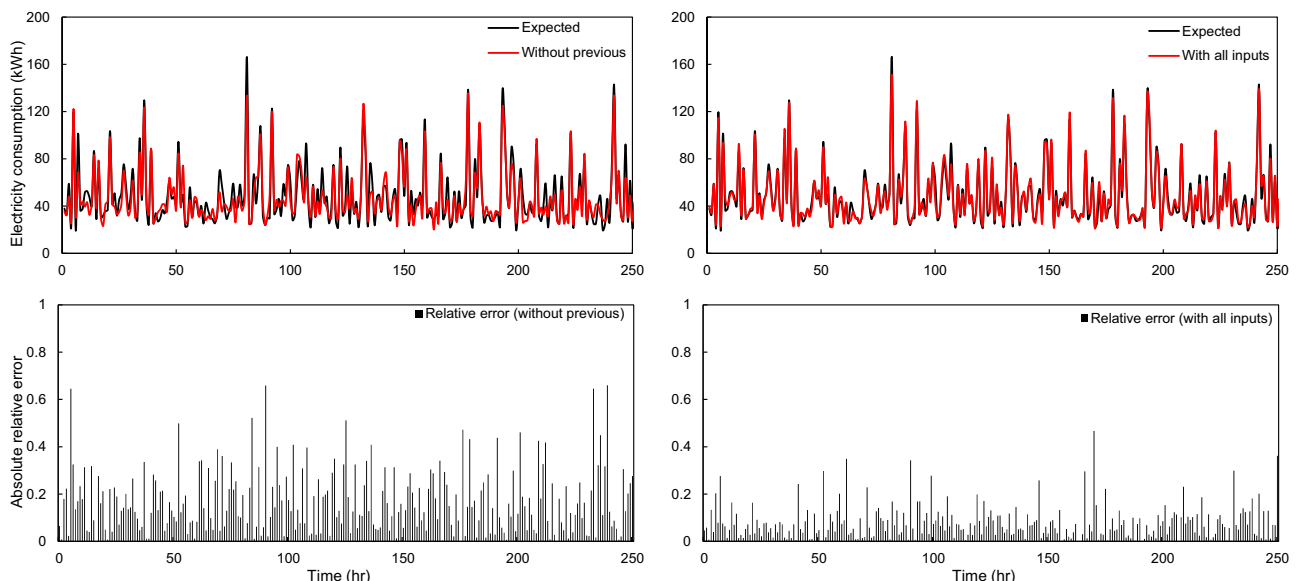 200
160
120
80
40
0
Electricity consumption (kWh)
Expected
Without previous
0 50 100 150 200 250
200
160
120
80
40
0
Expected
With all inputs
0 50 100 150 200 250
1
0.8
0.6
0.4
0.2
0
Absolute relative error
Relative error (without previous)
0 50 100 150 200 250
Time (hr)
1
0.8
0.6
0.4
0.2
0
Relative error (with all inputs)
0 50 100 150 200 250
Time (hr)